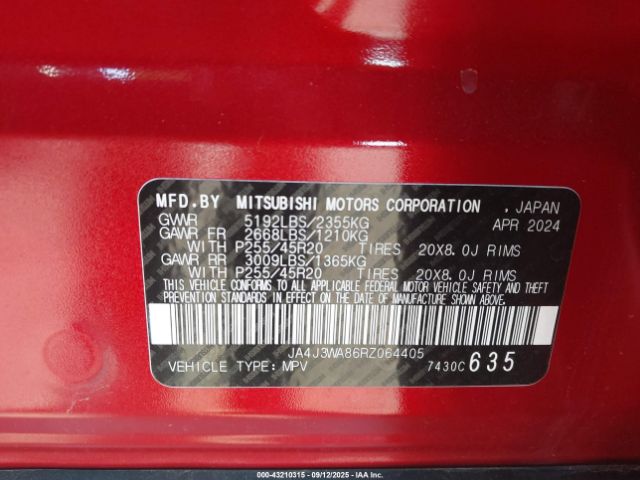 MFD.BY MITSUBISHI MOTORS CORPORATION , JAPAN
GVWR 5192LBS/2355KG APR 2024
GAWR FR 2668LBS/1210KG
WITH P255/45R20 TIRES 20X8.0J RIMS
GAWR RR 3009LBS/1365KG
WITH P255/45R20 TIRES 20X8.0J RIMS
THIS VEHICLE CONFORMS TO ALL APPLICABLE FEDERAL MOTOR VEHICLE SAFETY AND THEFT
PREVENTION STANDARDS IN EFFECT ON THE DATE OF MANUFACTURE SHOWN ABOVE.
JA4J3WA86RZ064405
VEHICLE TYPE: MPV 7430C 635
000-43210315 - 09/12/2025 - IAAI.com